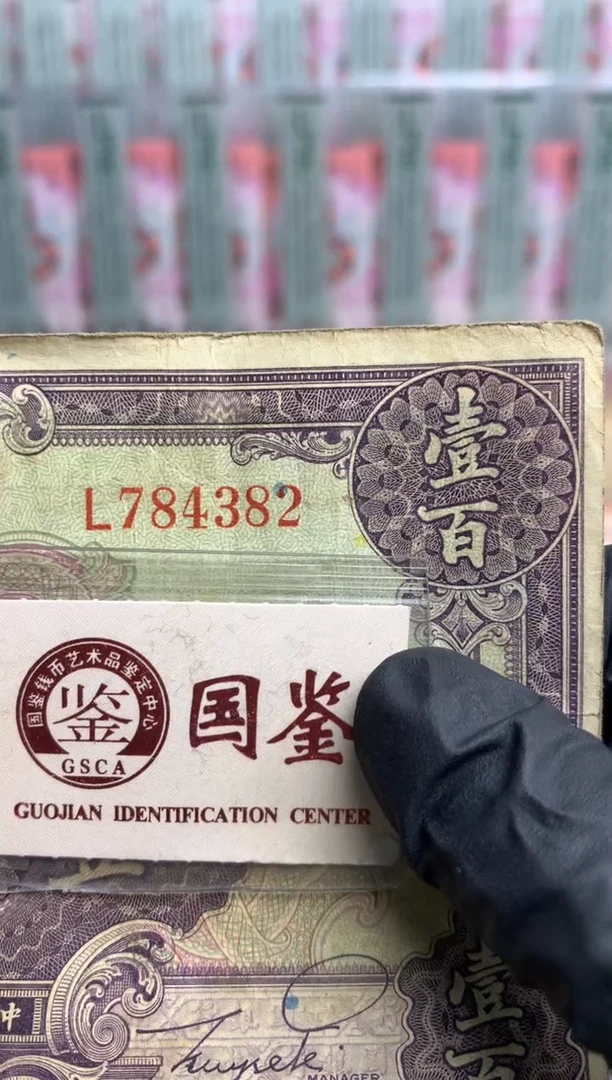 壹
百
L784382
国鉴钱币艺术品鉴定中心
鉴
GSCA
国鉴
GUOJIAN IDENTIFICATION CENTER
中
壹
百
MANAGER